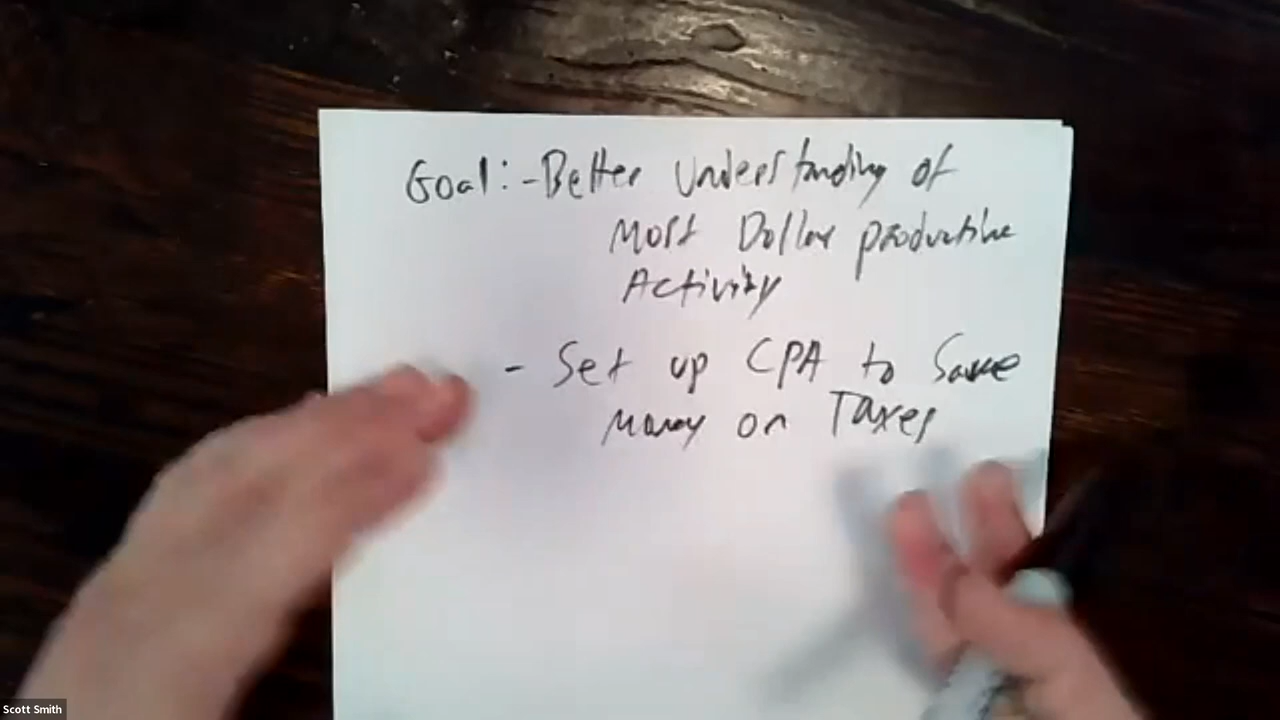 Goal: - Better understanding of
Most Dollar productive
Activity
- Set up CPA to Save
Money on Taxes
Scott Smith